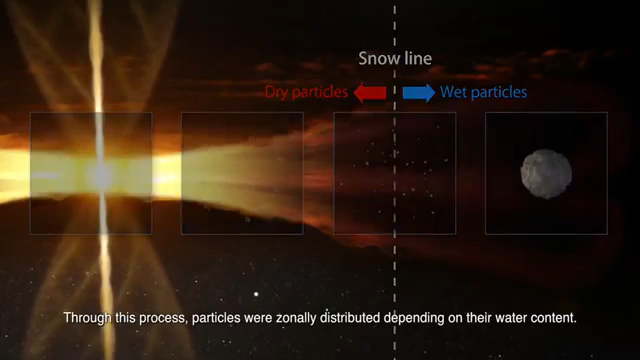 Snow line
Dry particles
Wet particles
Through this process, particles were zonally distributed depending on their water content.